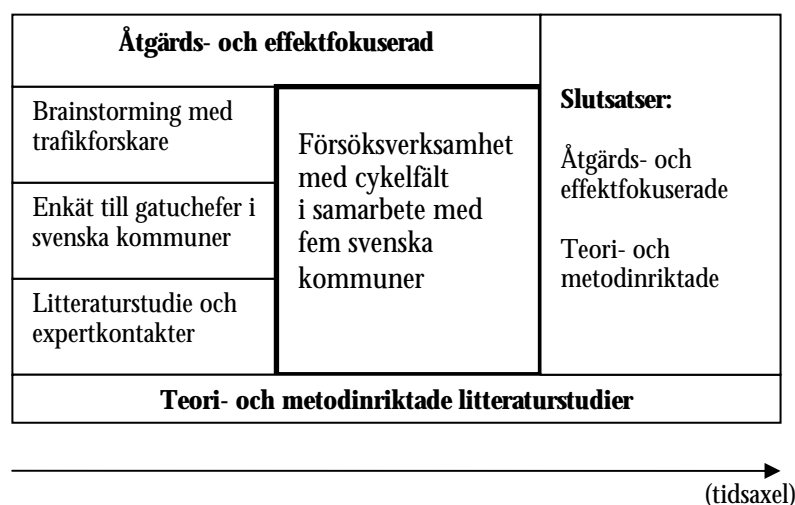 Åtgärds- och effektfokuserad
Brainstorming med
trafikforskare
Enkät till gatuchefer i
svenska kommuner
Litteraturstudie och
expertkontakter
Försöksverksamhet
med cykelfält
i samarbete med
fem svenska
kommuner
Slutsatser:
Åtgärds- och
effektfokuserade
Teori- och
metodinriktade
Teori- och metodinriktade litteraturstudier
(tidsaxel)